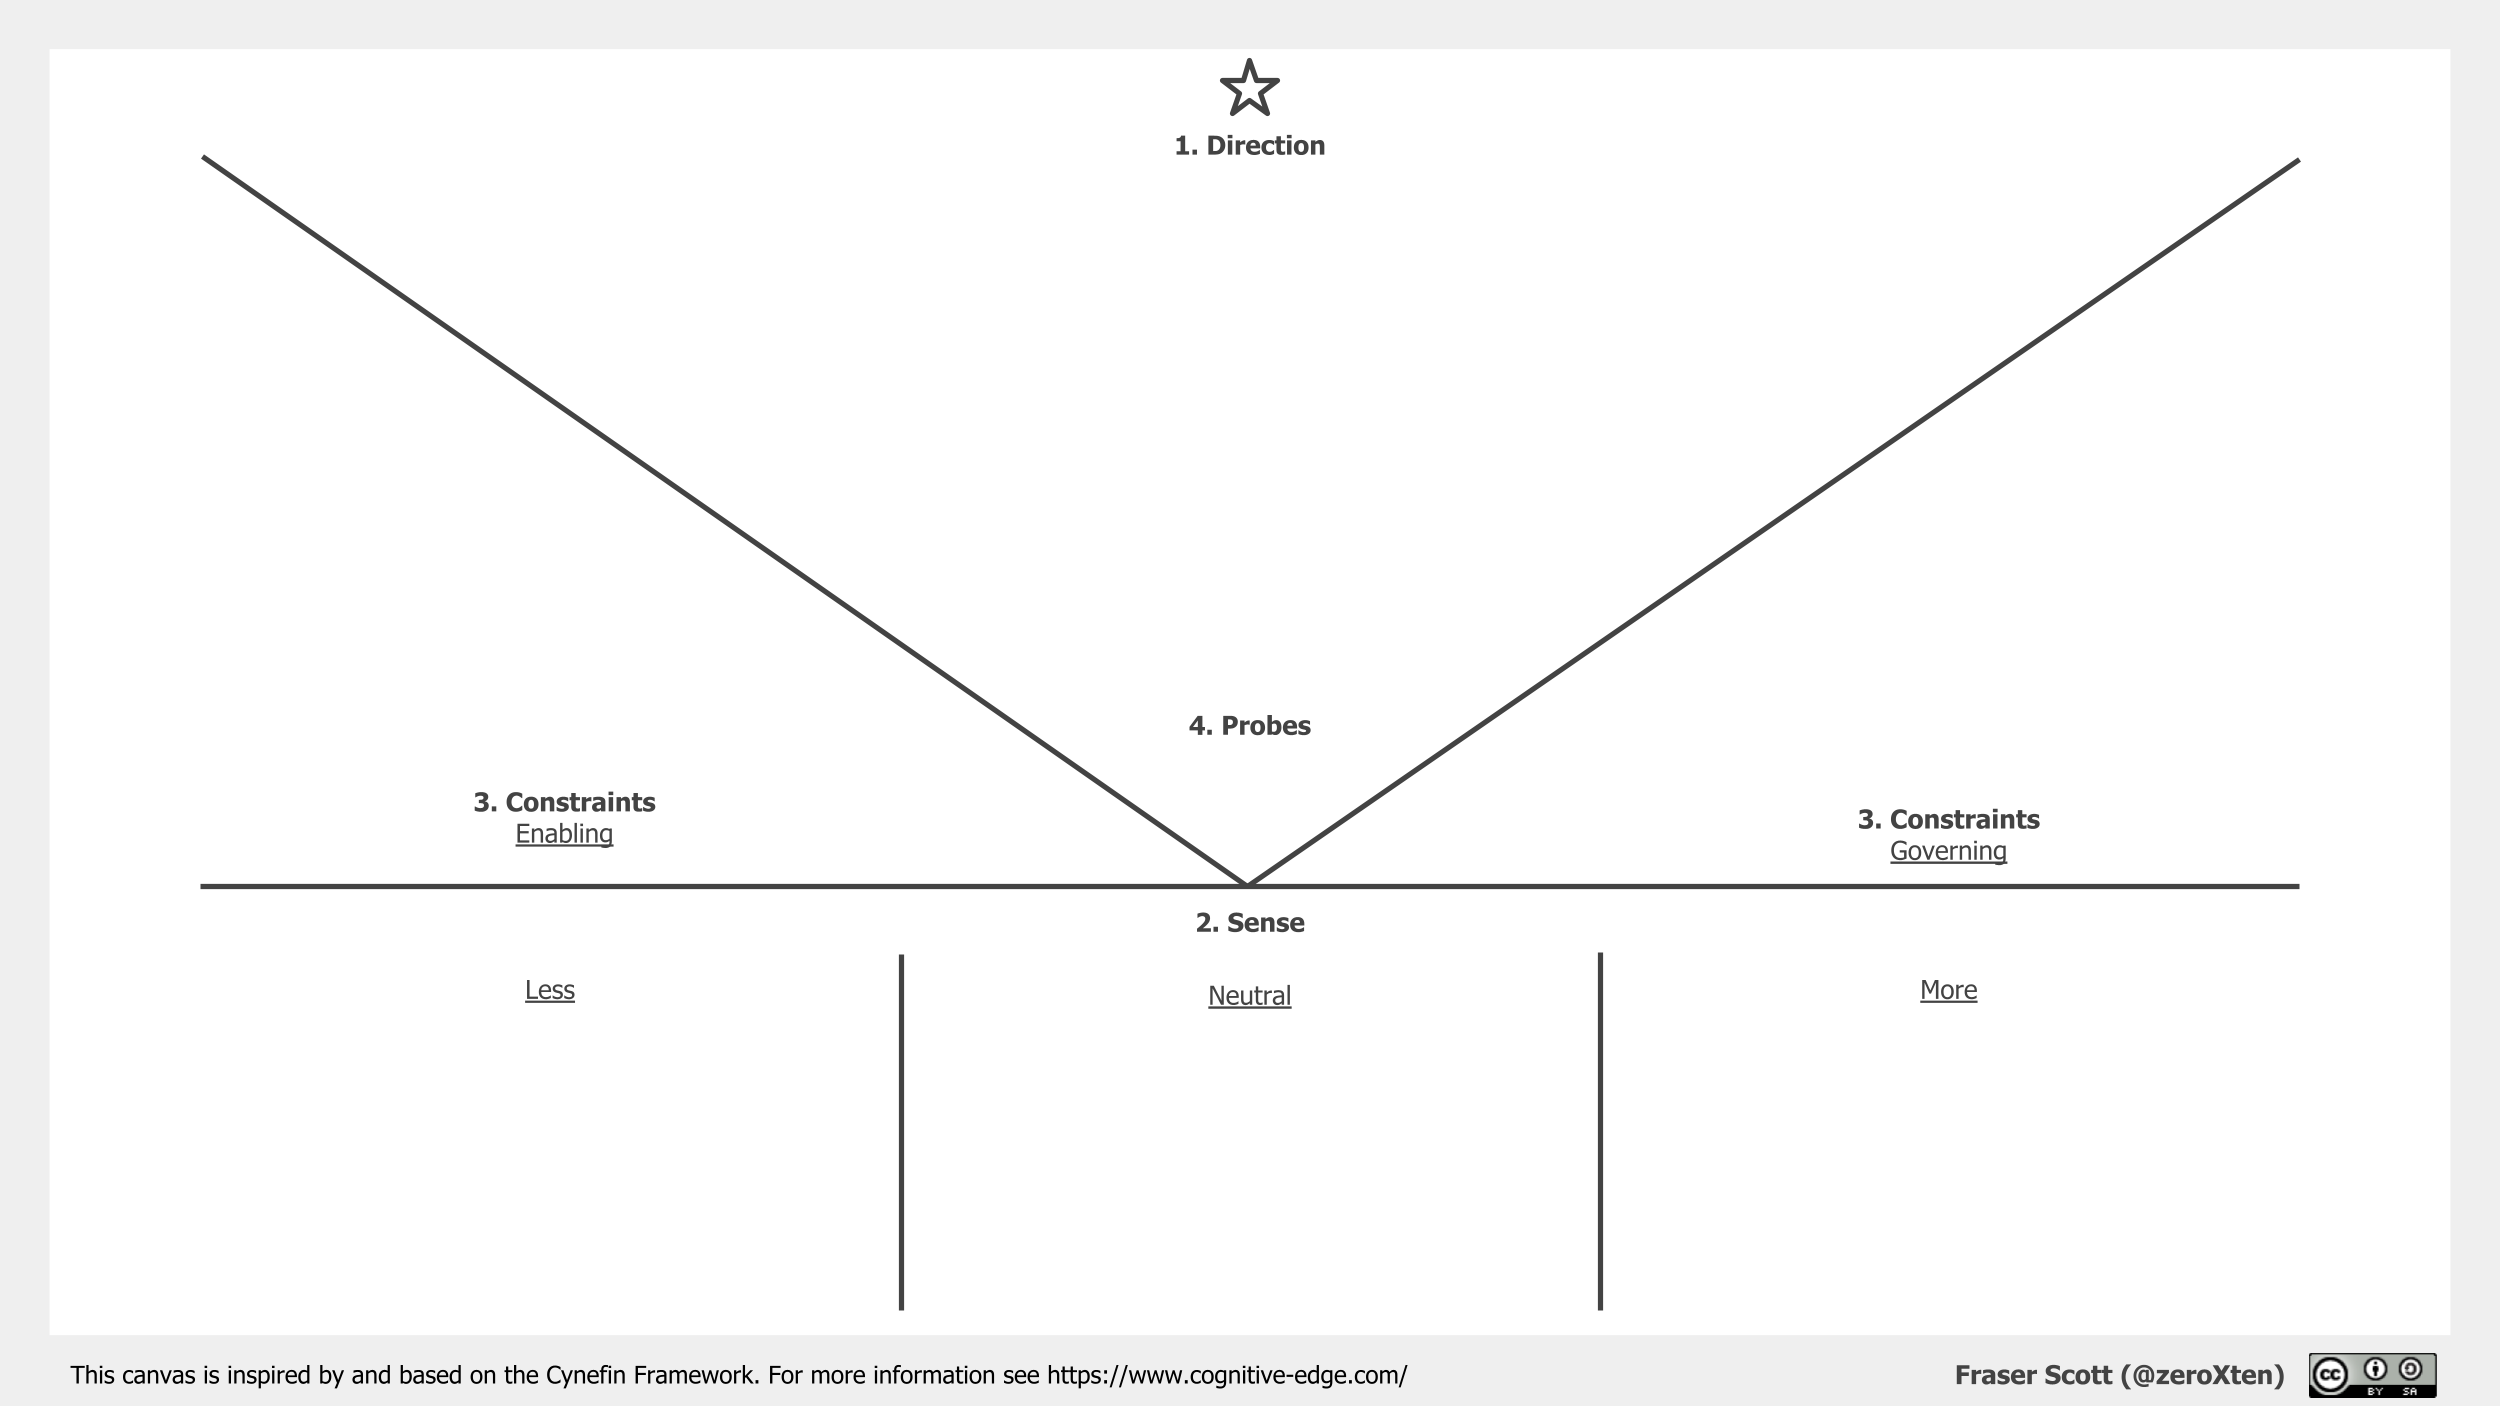 1. Direction
4. Probes
3. Constraints
Enabling
3. Constraints
Governing
2. Sense
Less
Neutral
More
This canvas is inspired by and based on the Cynefin Framework. For more information see https://www.cognitive-edge.com/
Fraser Scott (@zeroXten)
cc
BY SA